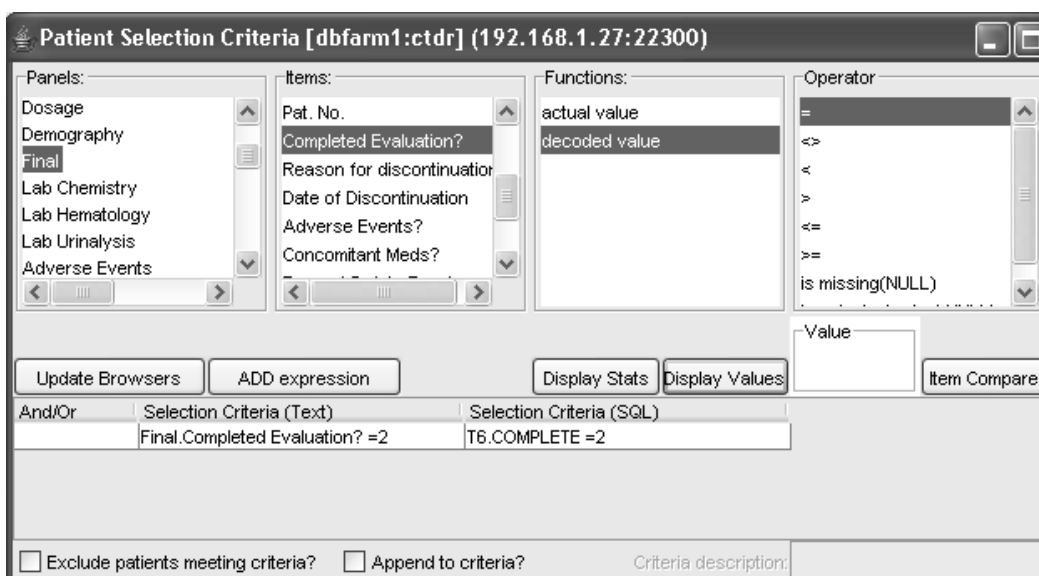 Patient Selection Criteria [dbfarm1:ctdr] (192.168.1.27:22300)
Panels:
Dosage
Demography
Final
Lab Chemistry
Lab Hematology
Lab Urinalysis
Adverse Events
Items:
Pat. No.
Completed Evaluation?
Reason for discontinuation
Date of Discontinuation
Adverse Events?
Concomitant Meds?
Functions:
actual value
decoded value
Operator
=
<>
<
>
<=
>=
is missing(NULL)
Value
Update Browsers
ADD expression
Display Stats
Display Values
Item Compare
And/Or Selection Criteria (Text) Selection Criteria (SQL)
Final.Completed Evaluation? =2 T6.COMPLETE =2
Exclude patients meeting criteria?
Append to criteria?
Criteria description: